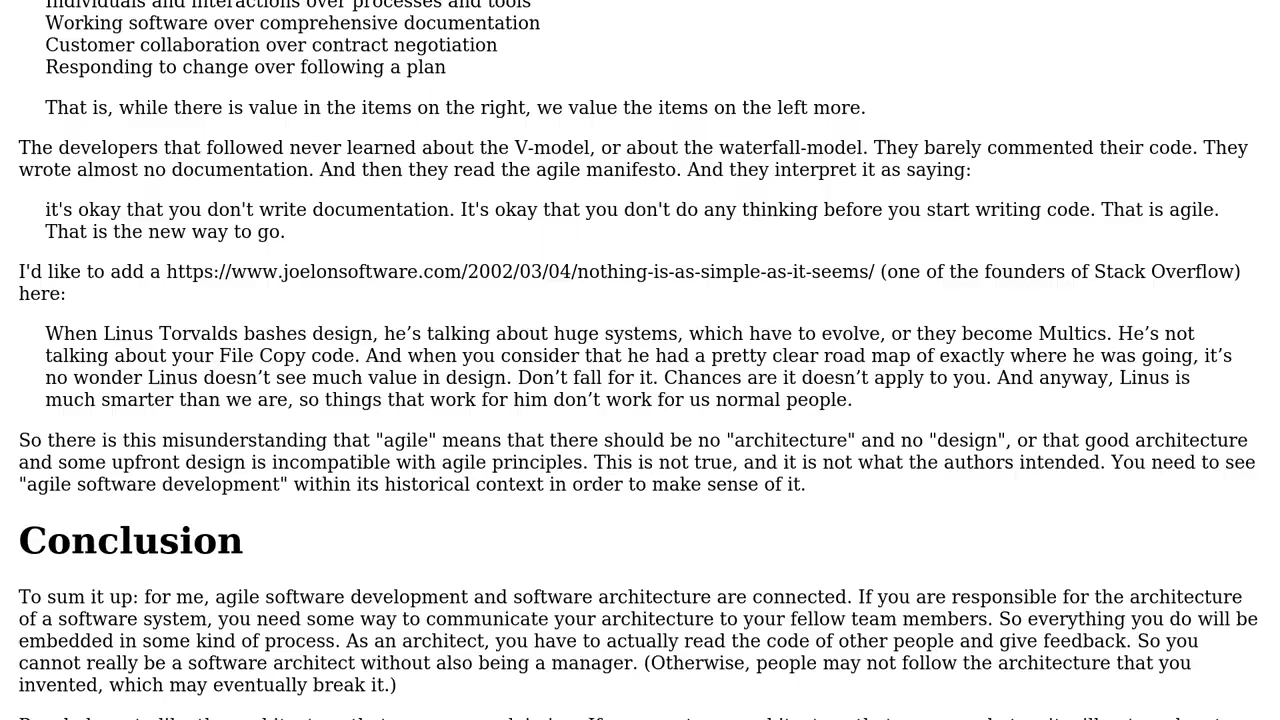 Individuals and interactions over processes and tools
Working software over comprehensive documentation
Customer collaboration over contract negotiation
Responding to change over following a plan
That is, while there is value in the items on the right, we value the items on the left more.
The developers that followed never learned about the V-model, or about the waterfall-model. They barely commented their code. They
wrote almost no documentation. And then they read the agile manifesto. And they interpret it as saying:
it's okay that you don't write documentation. It's okay that you don't do any thinking before you start writing code. That is agile.
That is the new way to go.
I'd like to add a https://www.joelonsoftware.com/2002/03/04/nothing-is-as-simple-as-it-seems/ (one of the founders of Stack Overflow)
here:
When Linus Torvalds bashes design, he’s talking about huge systems, which have to evolve, or they become Multics. He’s not
talking about your File Copy code. And when you consider that he had a pretty clear road map of exactly where he was going, it’s
no wonder Linus doesn’t see much value in design. Don’t fall for it. Chances are it doesn’t apply to you. And anyway, Linus is
much smarter than we are, so things that work for him don’t work for us normal people.
So there is this misunderstanding that "agile" means that there should be no "architecture" and no "design", or that good architecture
and some upfront design is incompatible with agile principles. This is not true, and it is not what the authors intended. You need to see
"agile software development" within its historical context in order to make sense of it.
Conclusion
To sum it up: for me, agile software development and software architecture are connected. If you are responsible for the architecture
of a software system, you need some way to communicate your architecture to your fellow team members. So everything you do will be
embedded in some kind of process. As an architect, you have to actually read the code of other people and give feedback. So you
cannot really be a software architect without also being a manager. (Otherwise, people may not follow the architecture that you
invented, which may eventually break it.)